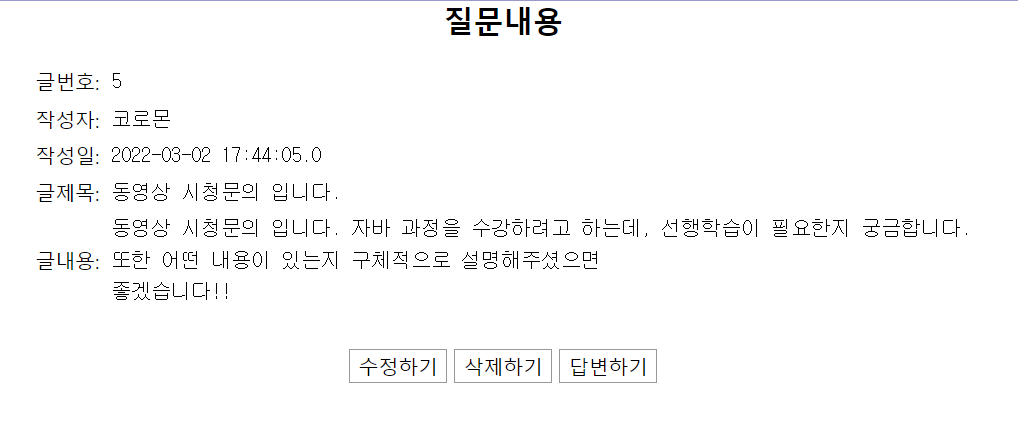 질문내용
글번호: 5
작성자: 코로몬
작성일: 2022-03-02 17:44:05.0
글제목: 동영상 시청문의 입니다.
동영상 시청문의 입니다. 자바 과정을 수강하려고 하는데, 선행학습이 필요한지 궁금합니다.
글내용: 또한 어떤 내용이 있는지 구체적으로 설명해주셨으면
좋겠습니다!!
수정하기 삭제하기 답변하기